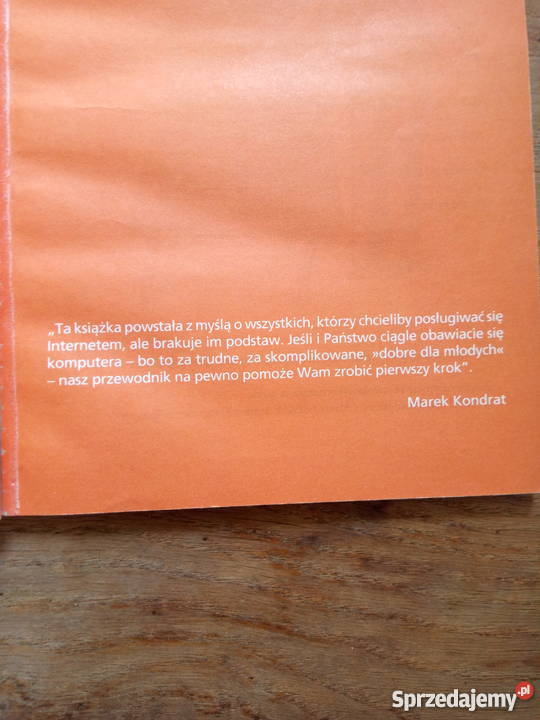 „Ta książka powstała z myślą o wszystkich, którzy chcieliby posługiwać się
Internetem, ale brakuje im podstaw. Jeśli i Państwo ciągle obawiacie się
komputera – bo to za trudne, za skomplikowane, »dobre dla młodych«
– nasz przewodnik na pewno pomoże Wam zrobić pierwszy krok”.
Marek Kondrat
Sprzedajemy.pl